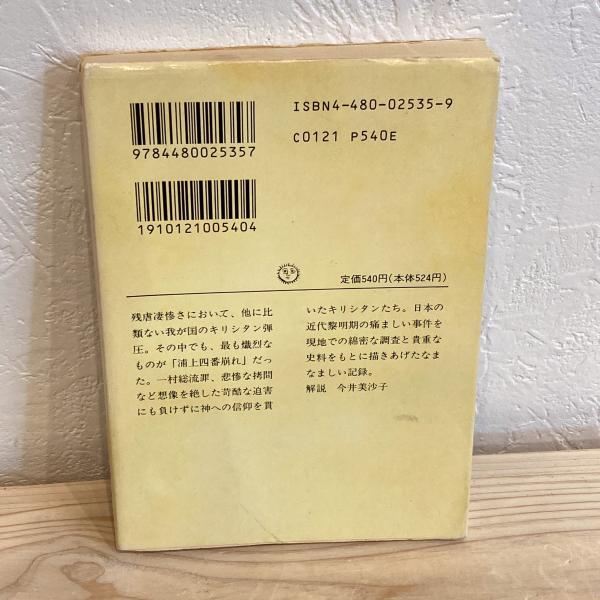 ISBN4-480-02535-9
C0121 P540E
9784480025357
1910121005404
定価540円(本体524円)
残虐凄惨さにおいて、他に比
類ない我が国のキリシタン弾
圧。その中でも、最も熾烈な
ものが「浦上四番崩れ」だっ
た。一村総流罪、悲惨な拷問
など想像を絶した苛酷な迫害
にも負けずに神への信仰を貫
いたキリシタンたち。日本の
近代黎明期の痛ましい事件を
現地での綿密な調査と貴重な
史料をもとに描きあげたなま
なましい記録。
解説 今井美沙子